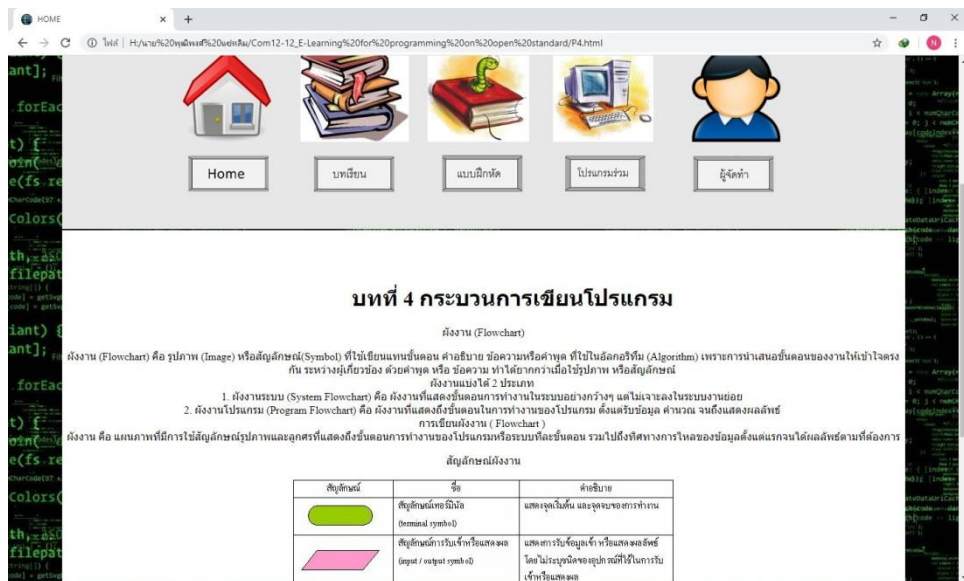 HOME
ไฟล์ | H:/นาย%20พุฒิพงศ์%20แซ่หลิม/Com12-12_E-Learning%20for%20programming%20on%20open%20standard/P4.html
N
Home
บทเรียน
แบบฝึกหัด
โปรแกรมร่วม
ผู้จัดทำ
บทที่ 4 กระบวนการเขียนโปรแกรม
ผังงาน (Flowchart)
ผังงาน (Flowchart) คือ รูปภาพ (Image) หรือสัญลักษณ์(Symbol) ที่ใช้เขียนแทนขั้นตอน คำอธิบาย ข้อความหรือคำพูด ที่ใช้ในอัลกอริทึม (Algorithm) เพราะการนำเสนอขั้นตอนของงานให้เข้าใจตรง
กัน ระหว่างผู้เกี่ยวข้อง ด้วยคำพูด หรือ ข้อความ ทำได้ยากกว่าเมื่อใช้รูปภาพ หรือสัญลักษณ์
ผังงานแบ่งได้ 2 ประเภท
1. ผังงานระบบ (System Flowchart) คือ ผังงานที่แสดงขั้นตอนการทำงานในระบบอย่างกว้างๆ แต่ไม่เจาะลงในระบบงานย่อย
2. ผังงานโปรแกรม (Program Flowchart) คือ ผังงานที่แสดงถึงขั้นตอนในการทำงานของโปรแกรม ตั้งแต่รับข้อมูล คำนวณ จนถึงแสดงผลลัพธ์
การเขียนผังงาน ( Flowchart )
ผังงาน คือ แผนภาพที่มีการใช้สัญลักษณ์รูปภาพและลูกศรที่แสดงถึงขั้นตอนการทำงานของโปรแกรมหรือระบบทีละขั้นตอน รวมไปถึงทิศทางการไหลของข้อมูลตั้งแต่แรกจนได้ผลลัพธ์ตามที่ต้องการ
สัญลักษณ์ผังงาน
สัญลักษณ์ ชื่อ คำอธิบาย
สัญลักษณ์เทอร์มินัล แสดงจุดเริ่มต้น และจุดจบของการทำงาน
(terminal symbol)
สัญลักษณ์การรับเข้าหรือแสดงผล แสดงการรับข้อมูลเข้า หรือแสดงผลลัพธ์
(input / output symbol) โดยไม่ระบุชนิดของอุปกรณ์ที่ใช้ในการรับ
เข้าหรือแสดงผล